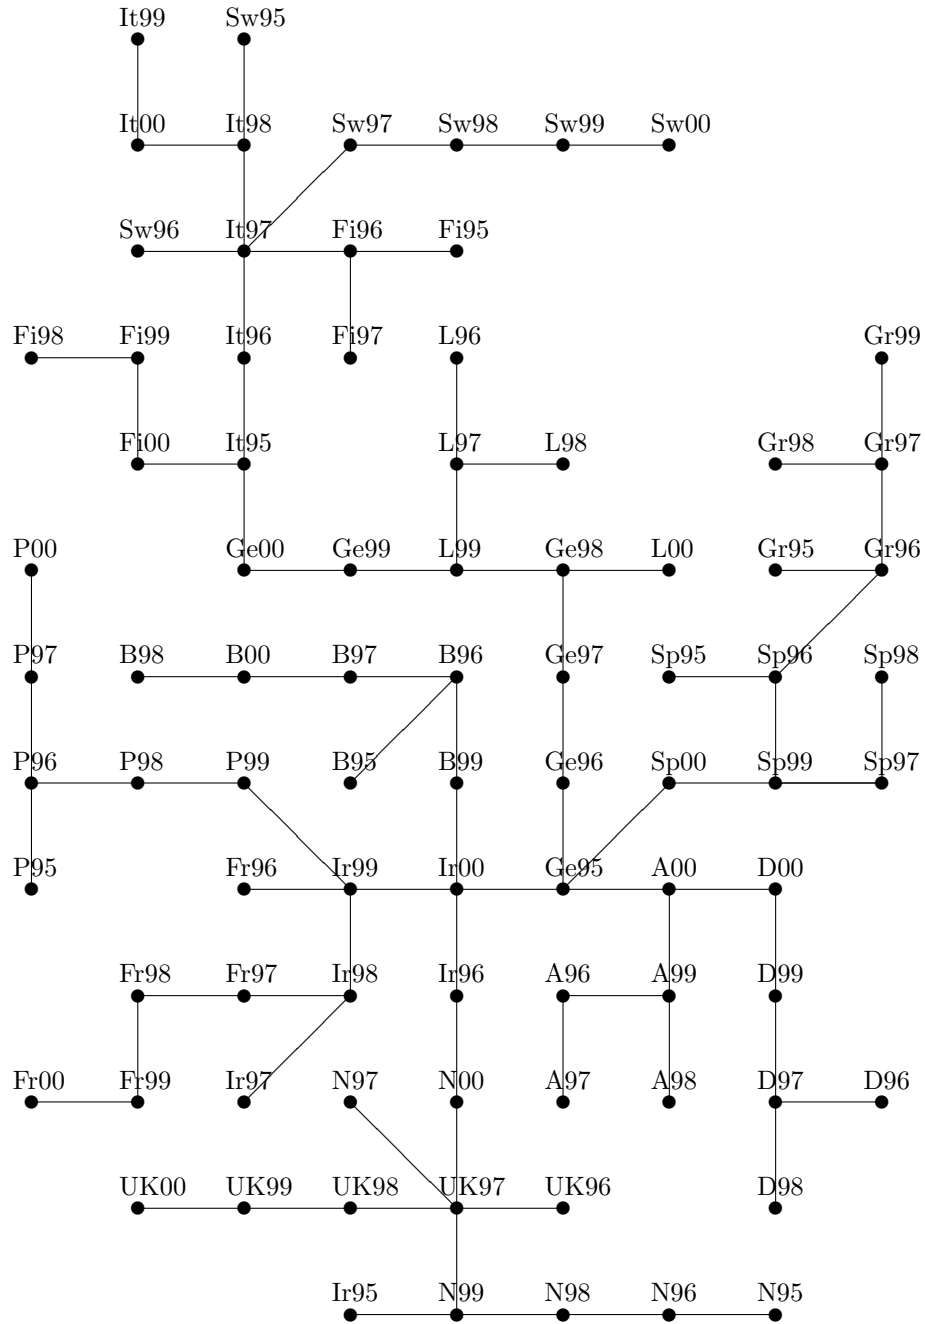 It99 Sw95
It00 It98 Sw97 Sw98 Sw99 Sw00
Sw96 It97 Fi96 Fi95
Fi98 Fi99 It96 Fi97 L96 Gr99
Fi00 It95 L97 L98 Gr98 Gr97
P00 Ge00 Ge99 L99 Ge98 L00 Gr95 Gr96
P97 B98 B00 B97 B96 Ge97 Sp95 Sp96 Sp98
P96 P98 P99 B95 B99 Ge96 Sp00 Sp99 Sp97
P95 Fr96 Ir99 Ir00 Ge95 A00 D00
Fr98 Fr97 Ir98 Ir96 A96 A99 D99
Fr00 Fr99 Ir97 N97 N00 A97 A98 D97 D96
UK00 UK99 UK98 UK97 UK96 D98
Ir95 N99 N98 N96 N95